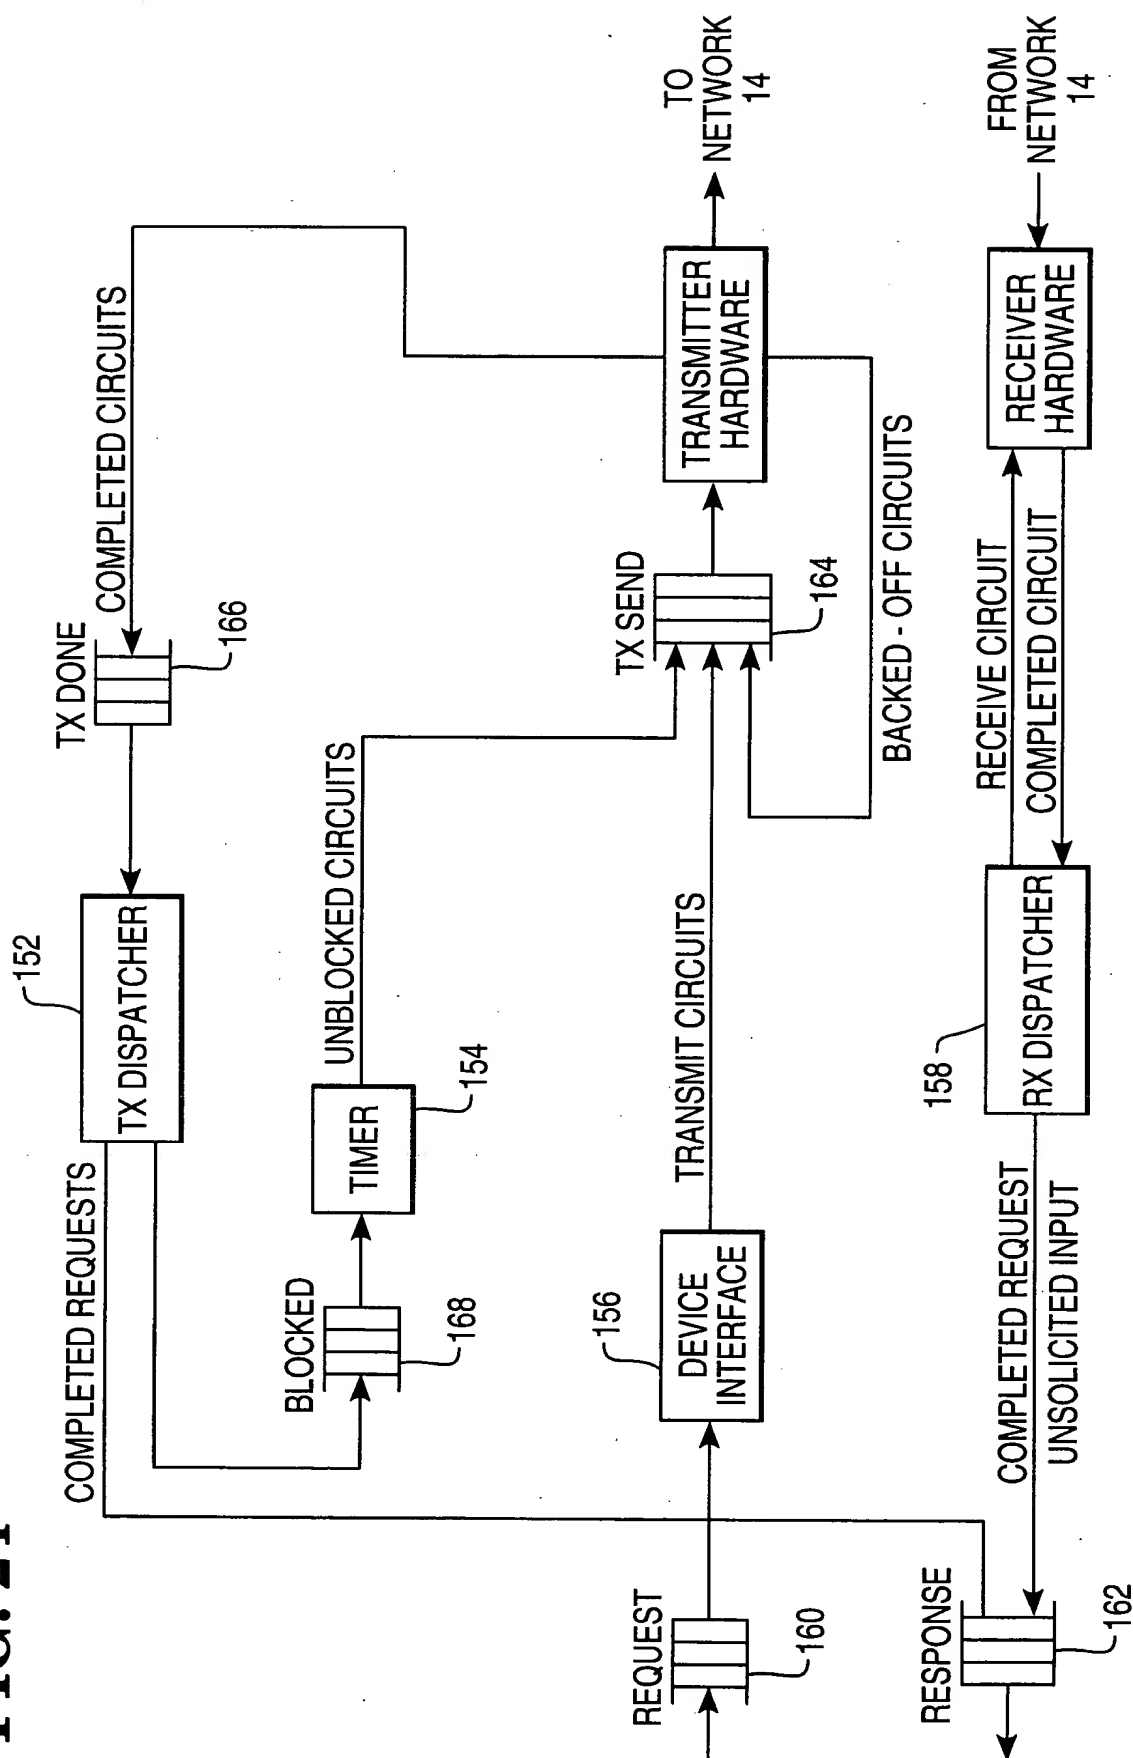 COMPLETED CIRCUITS
TX DONE
166
152
TX DISPATCHER
COMPLETED REQUESTS
UNBLOCKED CIRCUITS
154
TIMER
BLOCKED
168
TO
NETWORK
14
TRANSMITTER
HARDWARE
TX SEND
164
BACKED - OFF CIRCUITS
TRANSMIT CIRCUITS
156
DEVICE
INTERFACE
REQUEST
160
FROM
NETWORK
14
RECEIVER
HARDWARE
RECEIVE CIRCUIT
COMPLETED CIRCUIT
158
RX DISPATCHER
COMPLETED REQUEST
UNSOLICITED INPUT
RESPONSE
162